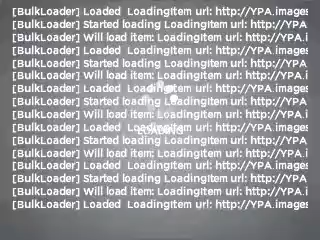 [BulkLoader] Loaded LoadingItem url: http://YPA.images
[BulkLoader] Started loading LoadingItem url: http://YPA
[BulkLoader] Will load item: LoadingItem url: http://YPA.i
[BulkLoader] Loaded LoadingItem url: http://YPA.images
[BulkLoader] Started loading LoadingItem url: http://YPA
[BulkLoader] Will load item: LoadingItem url: http://YPA.i
[BulkLoader] Loaded LoadingItem url: http://YPA.images
[BulkLoader] Started loading LoadingItem url: http://YPA
[BulkLoader] Will load item: LoadingItem url: http://YPA.i
[BulkLoader] Loaded LoadingItem url: http://YPA.images
LOADING
[BulkLoader] Started loading LoadingItem url: http://YPA
[BulkLoader] Will load item: LoadingItem url: http://YPA.i
[BulkLoader] Loaded LoadingItem url: http://YPA.images
[BulkLoader] Started loading LoadingItem url: http://YPA
[BulkLoader] Will load item: LoadingItem url: http://YPA.i
[BulkLoader] Loaded LoadingItem url: http://YPA.images